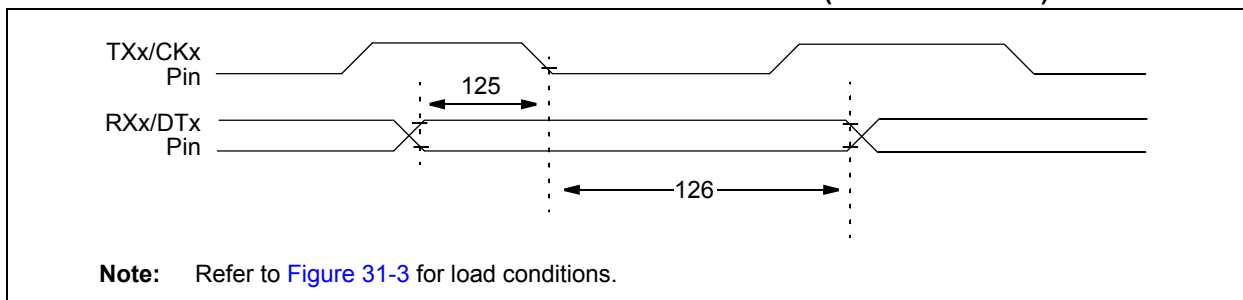 TXx/CKx
Pin
125
RXx/DTx
Pin
126
Note: Refer to Figure 31-3 for load conditions.